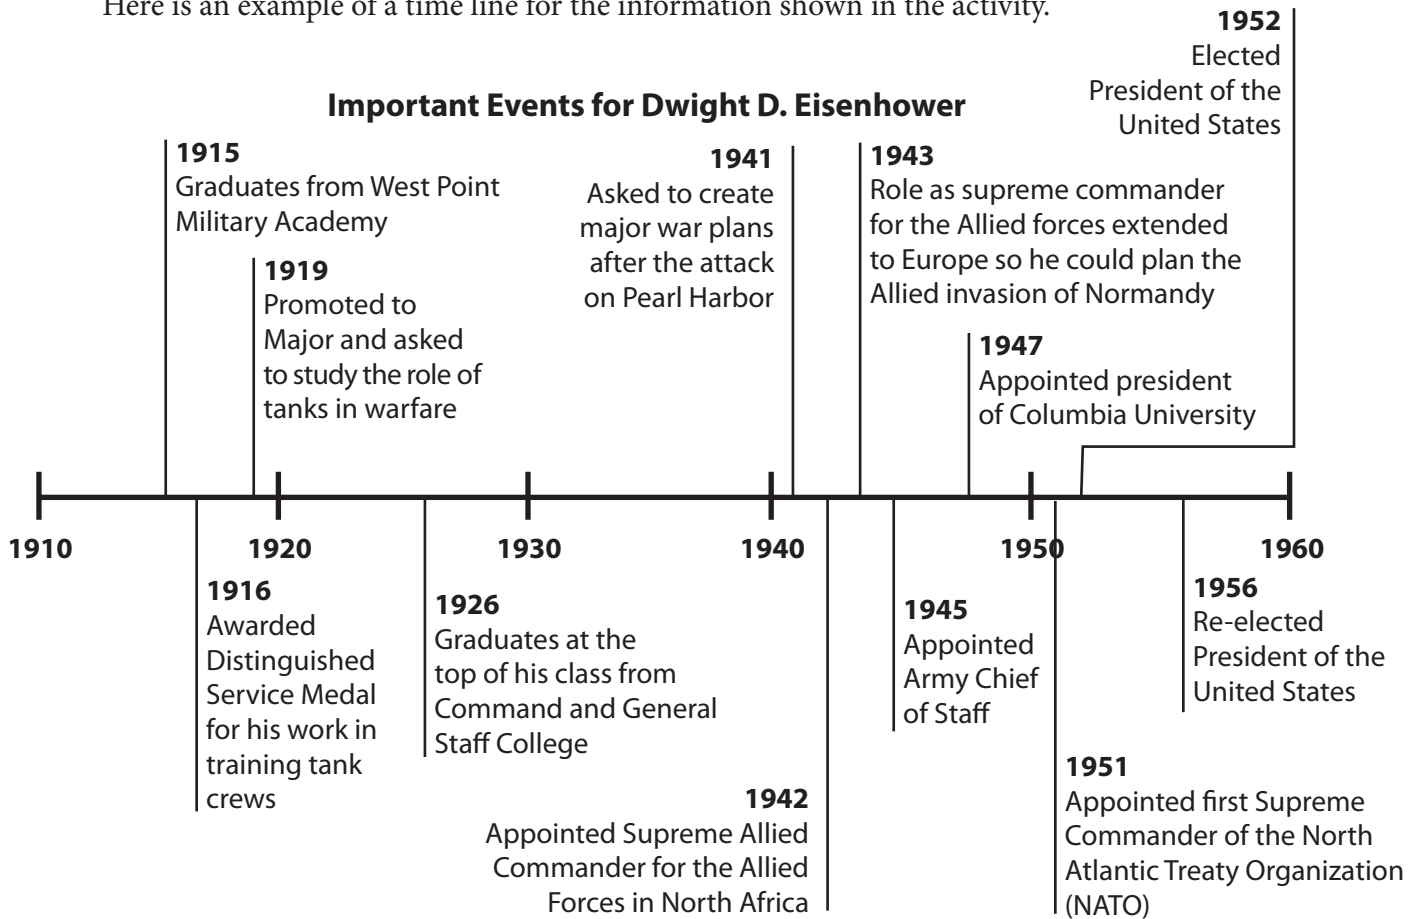 Here is an example of a time line for the information shown in the activity.
Important Events for Dwight D. Eisenhower
1915
Graduates from West Point
Military Academy
1919
Promoted to
Major and asked
to study the role of
tanks in warfare
1941
Asked to create
major war plans
after the attack
on Pearl Harbor
1943
Role as supreme commander
for the Allied forces extended
to Europe so he could plan the
Allied invasion of Normandy
1947
Appointed president
of Columbia University
1952
Elected
President of the
United States
1910
1920
1930
1940
1950
1960
1916
Awarded
Distinguished
Service Medal
for his work in
training tank
crews
1926
Graduates at the
top of his class from
Command and General
Staff College
1942
Appointed Supreme Allied
Commander for the Allied
Forces in North Africa
1945
Appointed
Army Chief
of Staff
1951
Appointed first Supreme
Commander of the North
Atlantic Treaty Organization
(NATO)
1956
Re-elected
President of the
United States